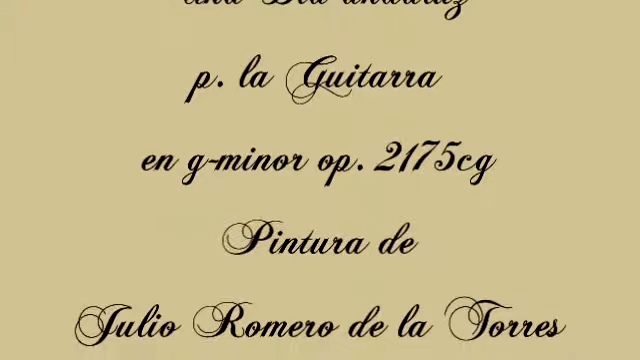 p. la Guitarra
en g-minor op. 2175cg
Pintura de
Julio Romero de la Torres